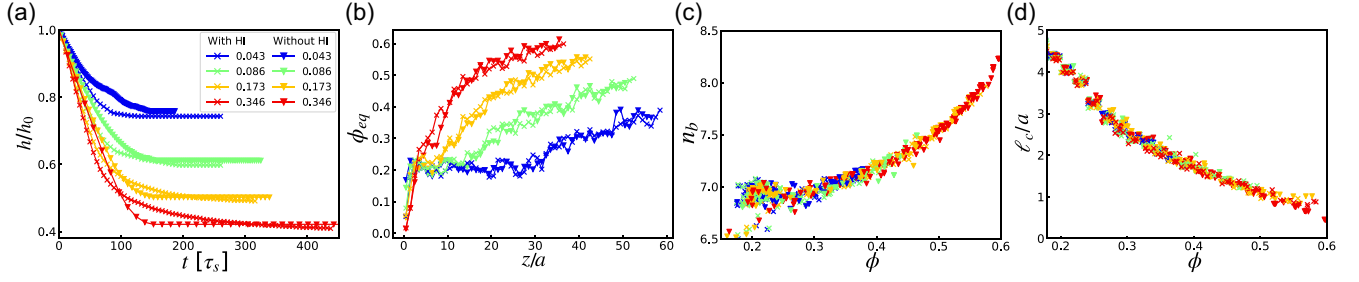 (a)
h/h₀
1.0
0.8
0.6
0.4
With HI Without HI
0.043 0.043
0.086 0.086
0.173 0.173
0.346 0.346
0 100 200 300 400
t [τₛ]
(b)
ϕ_eq
0.6
0.5
0.4
0.3
0.2
0.1
0.0
0 10 20 30 40 50 60
z/a
(c)
n_b
8.5
8.0
7.5
7.0
6.5
0.2 0.3 0.4 0.5 0.6
ϕ
(d)
ℓ_c/a
5
4
3
2
1
0
0.2 0.3 0.4 0.5 0.6
ϕ